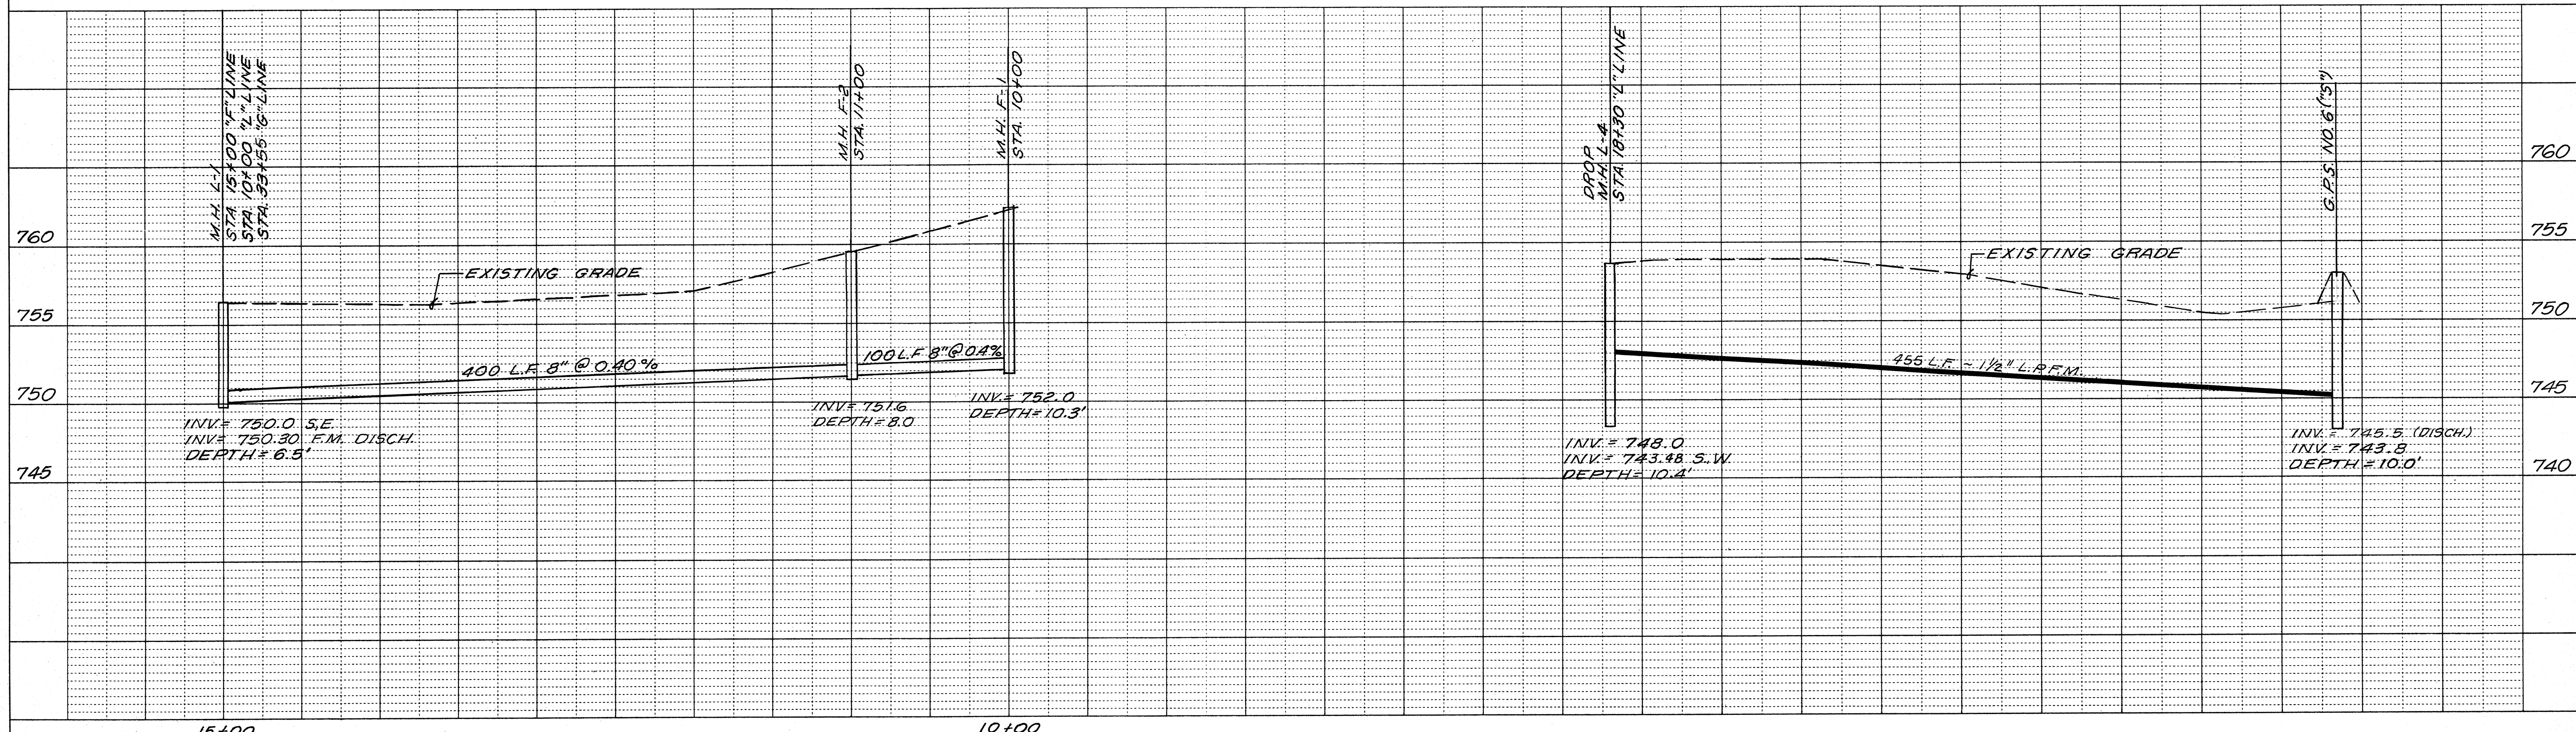 M.H. L-1
STA. 15+00 "F" LINE
STA. 10+00 "L" LINE
STA. 33+55 "G" LINE
M.H. F-2
STA. 11+00
M.H. F-1
STA. 10+00
760
755
750
745
EXISTING GRADE
400 L.F. 8" @ 0.40%
100 L.F. 8" @ 0.4%
INV.= 750.0 S,E.
INV= 750.30 F.M. DISCH.
DEPTH= 6.5'
INV= 751.6
DEPTH= 8.0
INV.= 752.0
DEPTH= 10.3'
15+00
10+00
DROP
M.H. L-4
STA. 18+30 "L" LINE
G.P.S. NO. 6 ("S")
EXISTING GRADE
455 L.F. ~ 1 1/2" L.P.F.M.
INV. = 748.0
INV. = 743.48 S.,W.
DEPTH= 10.4'
INV. = 745.5 (DISCH.)
INV. = 743.8
DEPTH = 10.0'
760
755
750
745
740